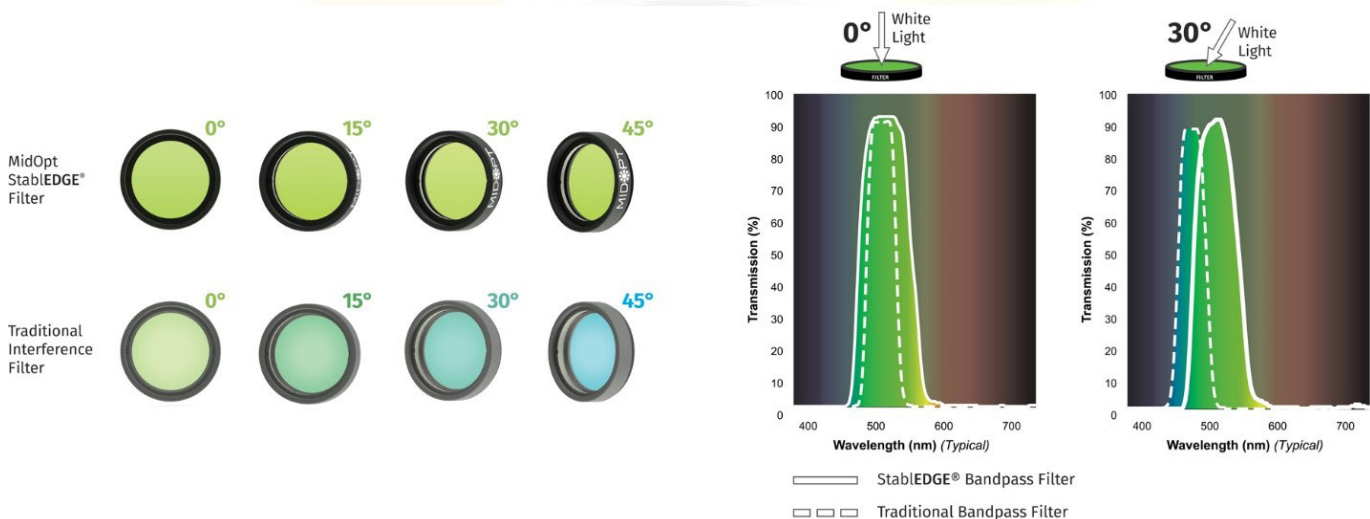 0° 15° 30° 45°
MidOpt
StablEDGE®
Filter
MIDOPT
MIDOPT
0° 15° 30° 45°
Traditional
Interference
Filter
0° White
Light
FILTER
100
90
80
70
60
50
40
30
20
10
0
Transmission (%)
400 500 600 700
Wavelength (nm) (Typical)
30° White
Light
FILTER
100
90
80
70
60
50
40
30
20
10
0
Transmission (%)
400 500 600 700
Wavelength (nm) (Typical)
StablEDGE® Bandpass Filter
Traditional Bandpass Filter